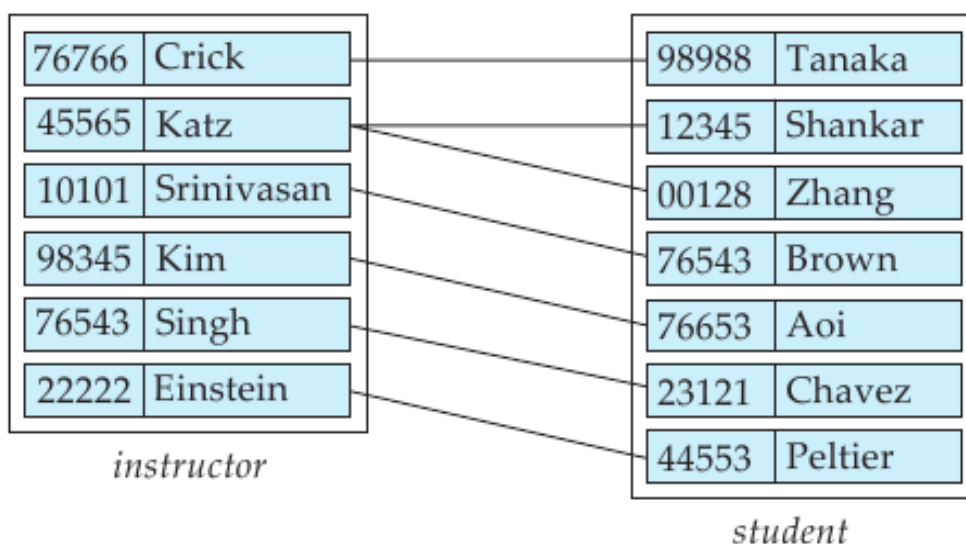 76766 Crick
45565 Katz
10101 Srinivasan
98345 Kim
76543 Singh
22222 Einstein
instructor
98988 Tanaka
12345 Shankar
00128 Zhang
76543 Brown
76653 Aoi
23121 Chavez
44553 Peltier
student